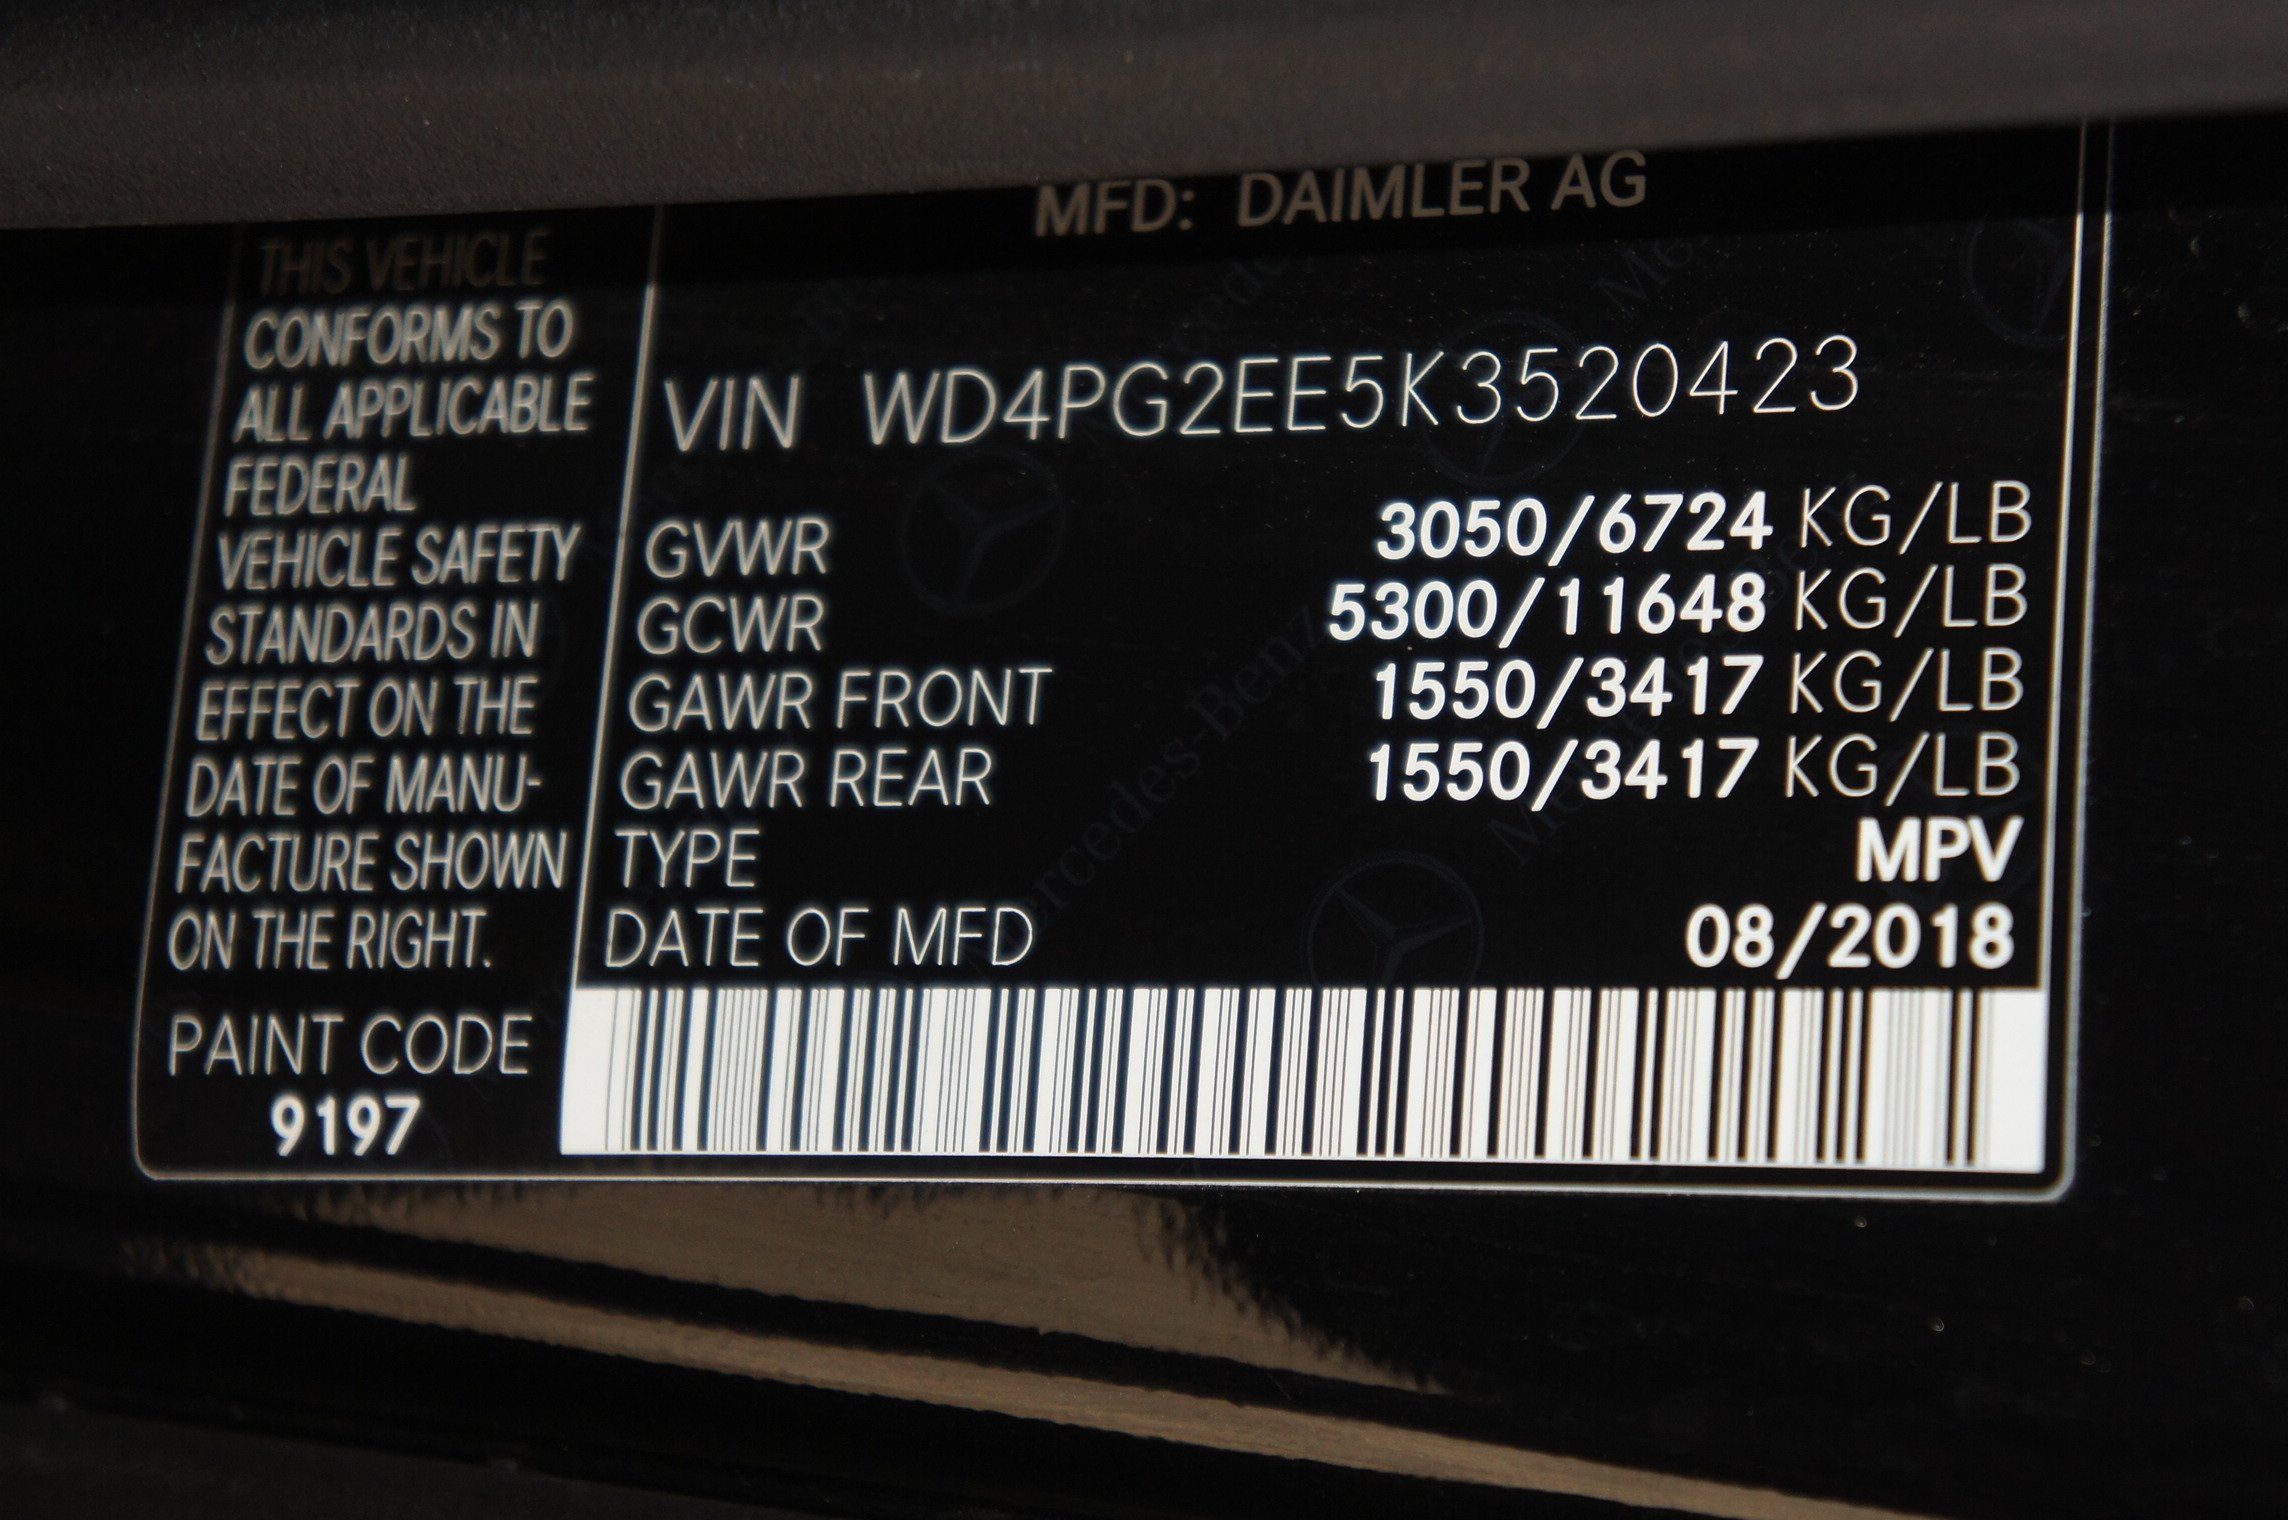 MFD: DAIMLER AG
THIS VEHICLE
CONFORMS TO
ALL APPLICABLE
FEDERAL
VEHICLE SAFETY
STANDARDS IN
EFFECT ON THE
DATE OF MANU-
FACTURE SHOWN
ON THE RIGHT.
PAINT CODE
9197
VIN WD4PG2EE5K3520423
GVWR 3050/6724 KG/LB
GCWR 5300/11648 KG/LB
GAWR FRONT 1550/3417 KG/LB
GAWR REAR 1550/3417 KG/LB
TYPE MPV
DATE OF MFD 08/2018
Mercedes-Benz